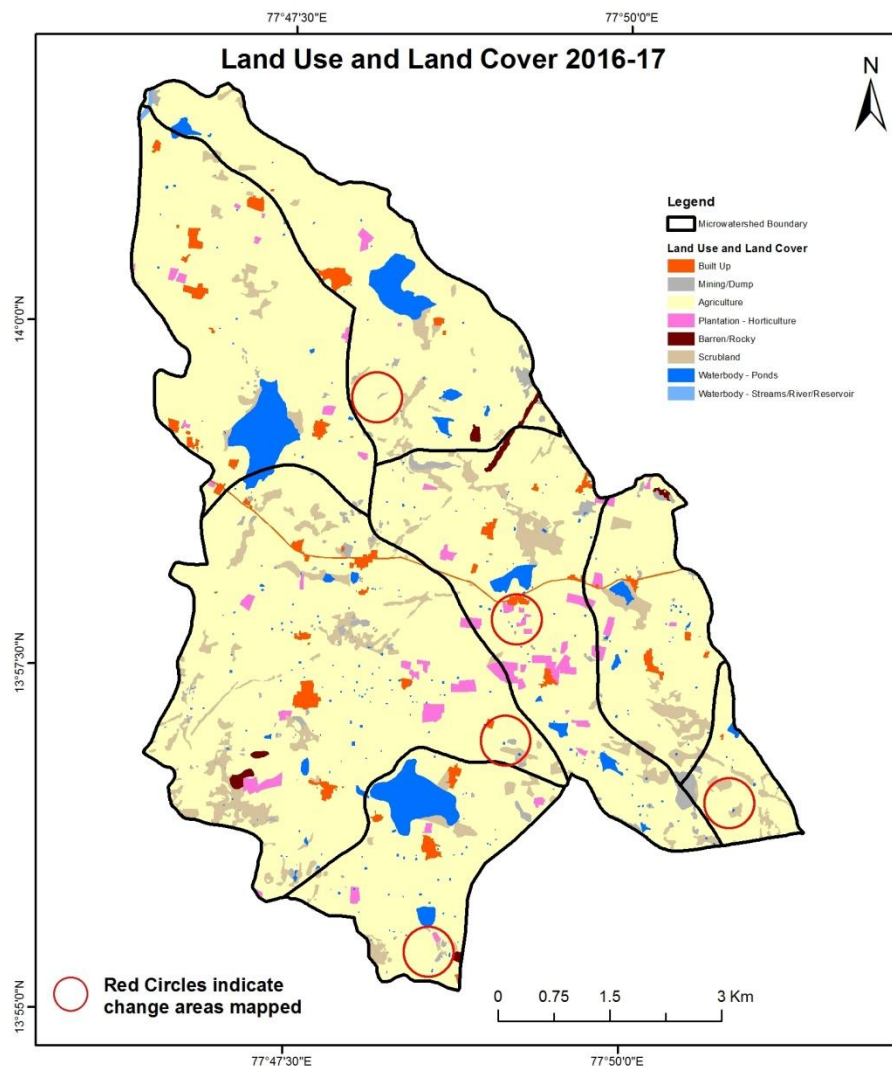 77°47'30"E
77°50'0"E
Land Use and Land Cover 2016-17
N
Legend
Microwatershed Boundary
Land Use and Land Cover
Built Up
Mining/Dump
Agriculture
Plantation - Horticulture
Barren/Rocky
Scrubland
Waterbody - Ponds
Waterbody - Streams/River/Reservoir
14°0'0"N
13°57'30"N
13°55'0"N
Red Circles indicate
change areas mapped
0 0.75 1.5 3 Km
77°47'30"E
77°50'0"E